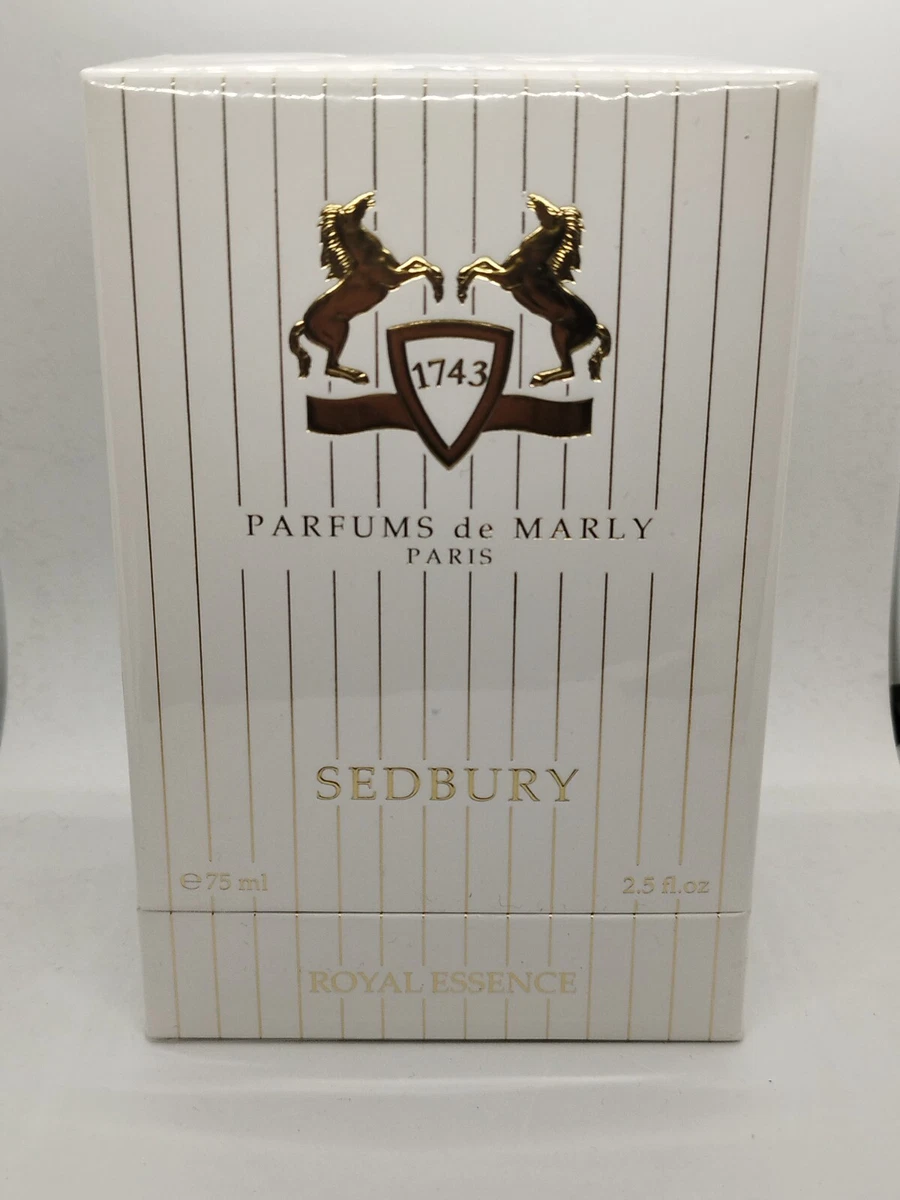 1743
PARFUMS de MARLY
PARIS
SEDBURY
℮75 ml 2.5 fl.oz
ROYAL ESSENCE